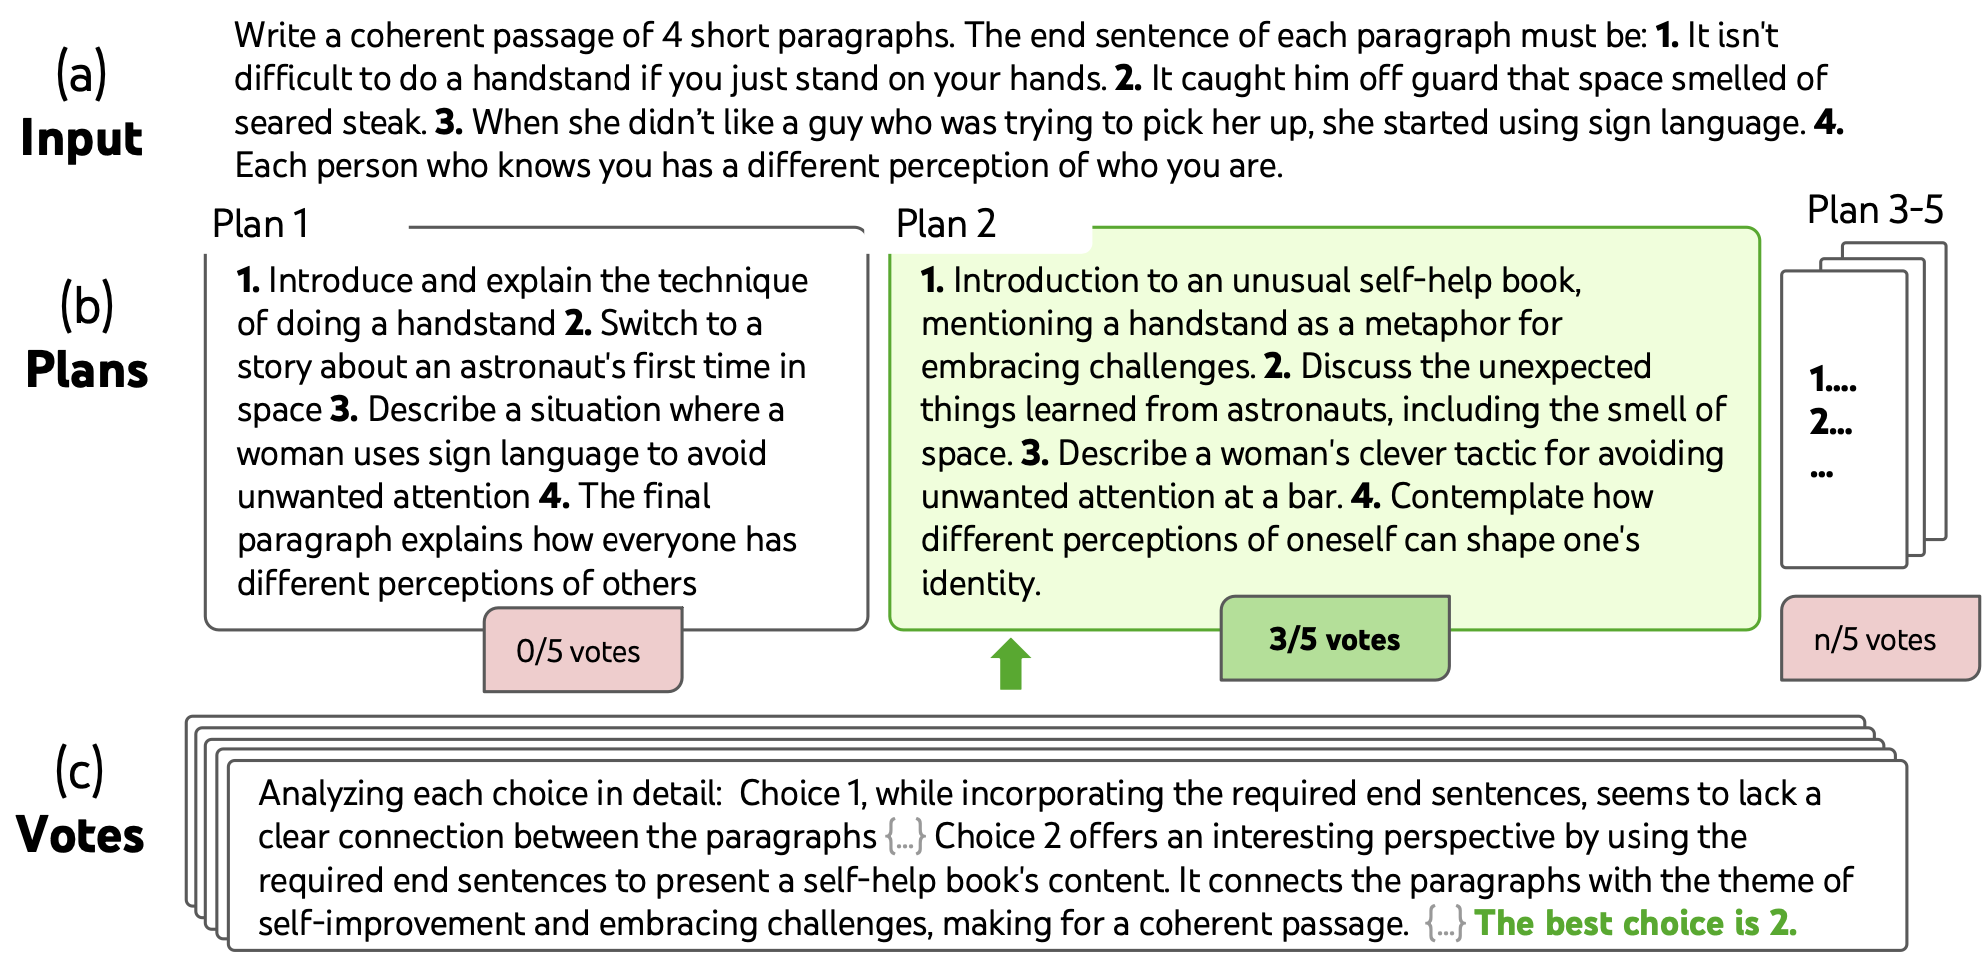 (a)
Input
Write a coherent passage of 4 short paragraphs. The end sentence of each paragraph must be: 1. It isn't
difficult to do a handstand if you just stand on your hands. 2. It caught him off guard that space smelled of
seared steak. 3. When she didn’t like a guy who was trying to pick her up, she started using sign language. 4.
Each person who knows you has a different perception of who you are.
(b)
Plans
Plan 1
1. Introduce and explain the technique
of doing a handstand 2. Switch to a
story about an astronaut's first time in
space 3. Describe a situation where a
woman uses sign language to avoid
unwanted attention 4. The final
paragraph explains how everyone has
different perceptions of others
0/5 votes
Plan 2
1. Introduction to an unusual self-help book,
mentioning a handstand as a metaphor for
embracing challenges. 2. Discuss the unexpected
things learned from astronauts, including the smell of
space. 3. Describe a woman's clever tactic for avoiding
unwanted attention at a bar. 4. Contemplate how
different perceptions of oneself can shape one's
identity.
3/5 votes
Plan 3-5
1....
2...
...
n/5 votes
(c)
Votes
Analyzing each choice in detail: Choice 1, while incorporating the required end sentences, seems to lack a
clear connection between the paragraphs {...} Choice 2 offers an interesting perspective by using the
required end sentences to present a self-help book's content. It connects the paragraphs with the theme of
self-improvement and embracing challenges, making for a coherent passage. {...} The best choice is 2.